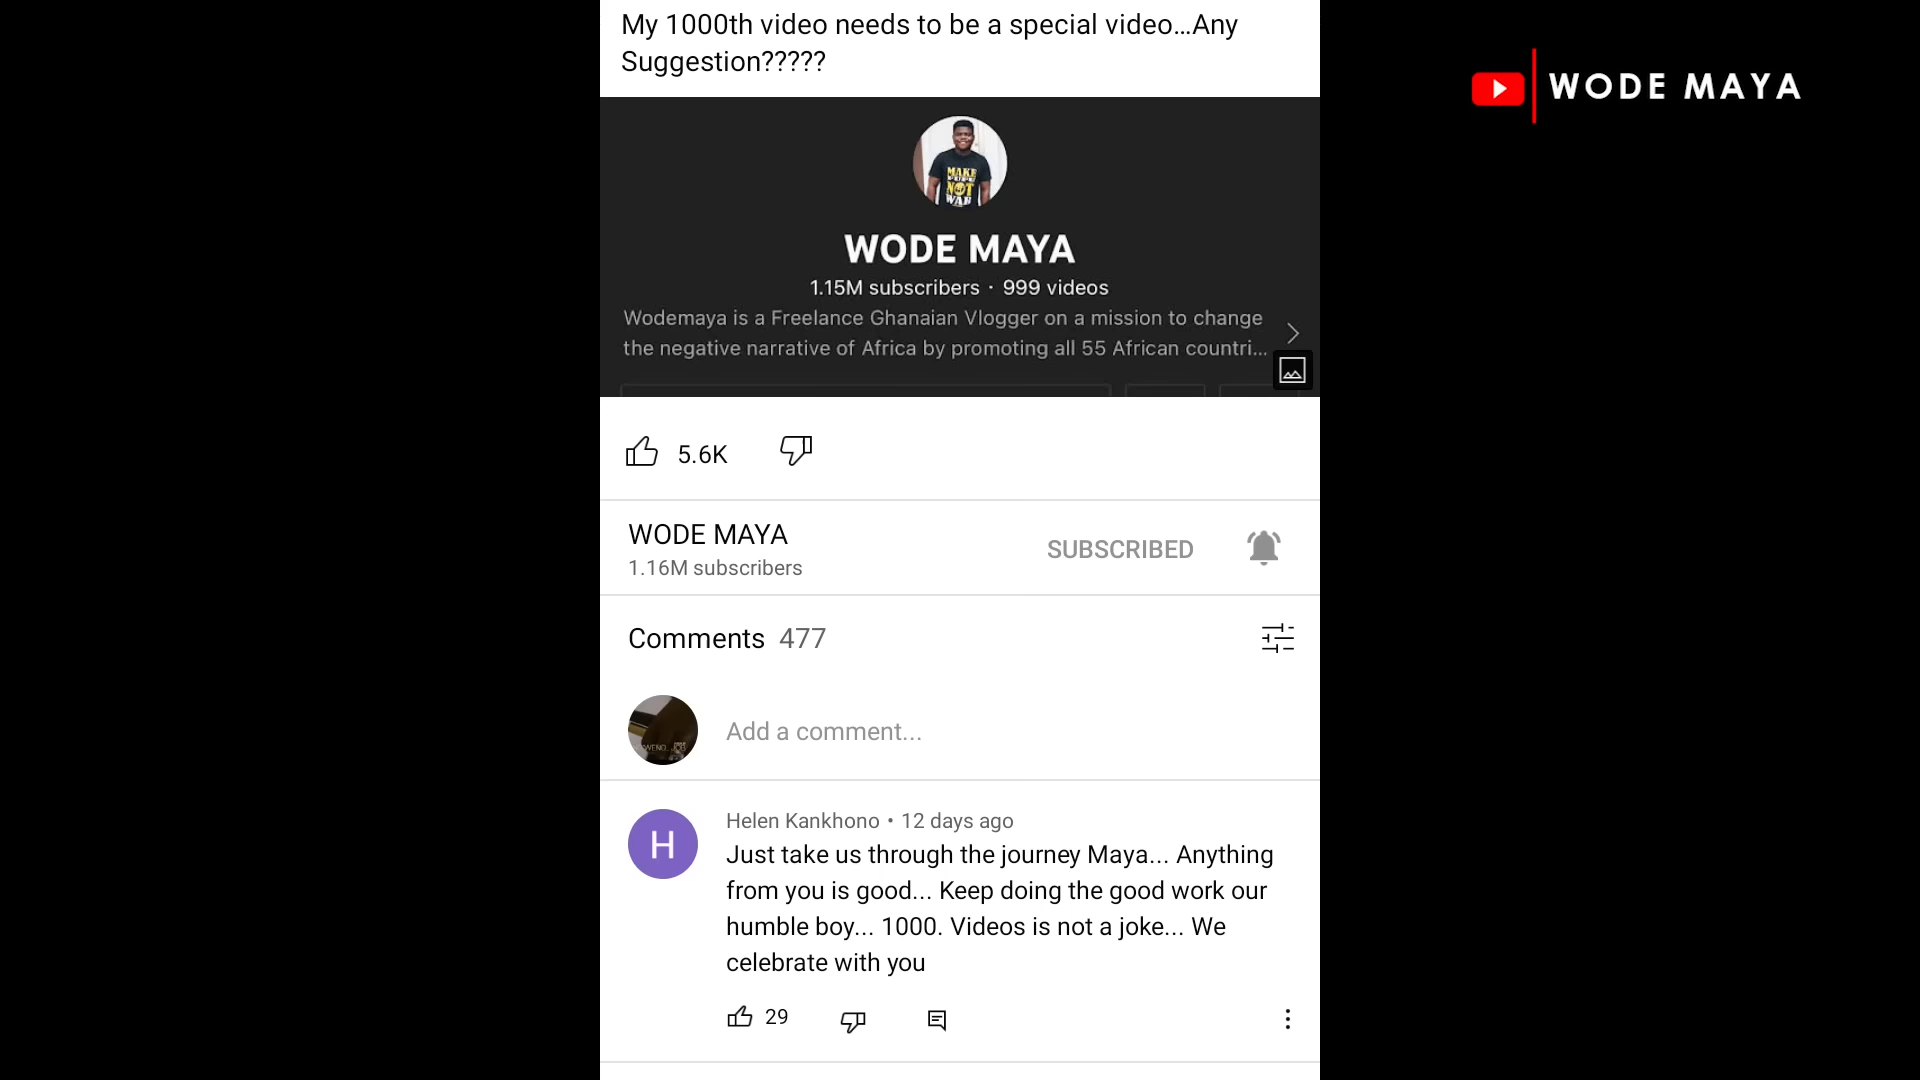 My 1000th video needs to be a special video...Any
Suggestion?????
WODE MAYA
MAKE
NOT
WAR
WODE MAYA
1.15M subscribers · 999 videos
Wodemaya is a Freelance Ghanaian Vlogger on a mission to change
the negative narrative of Africa by promoting all 55 African countri...
5.6K
WODE MAYA
1.16M subscribers
SUBSCRIBED
Comments 477
Add a comment...
H
Helen Kankhono • 12 days ago
Just take us through the journey Maya... Anything
from you is good... Keep doing the good work our
humble boy... 1000. Videos is not a joke... We
celebrate with you
29